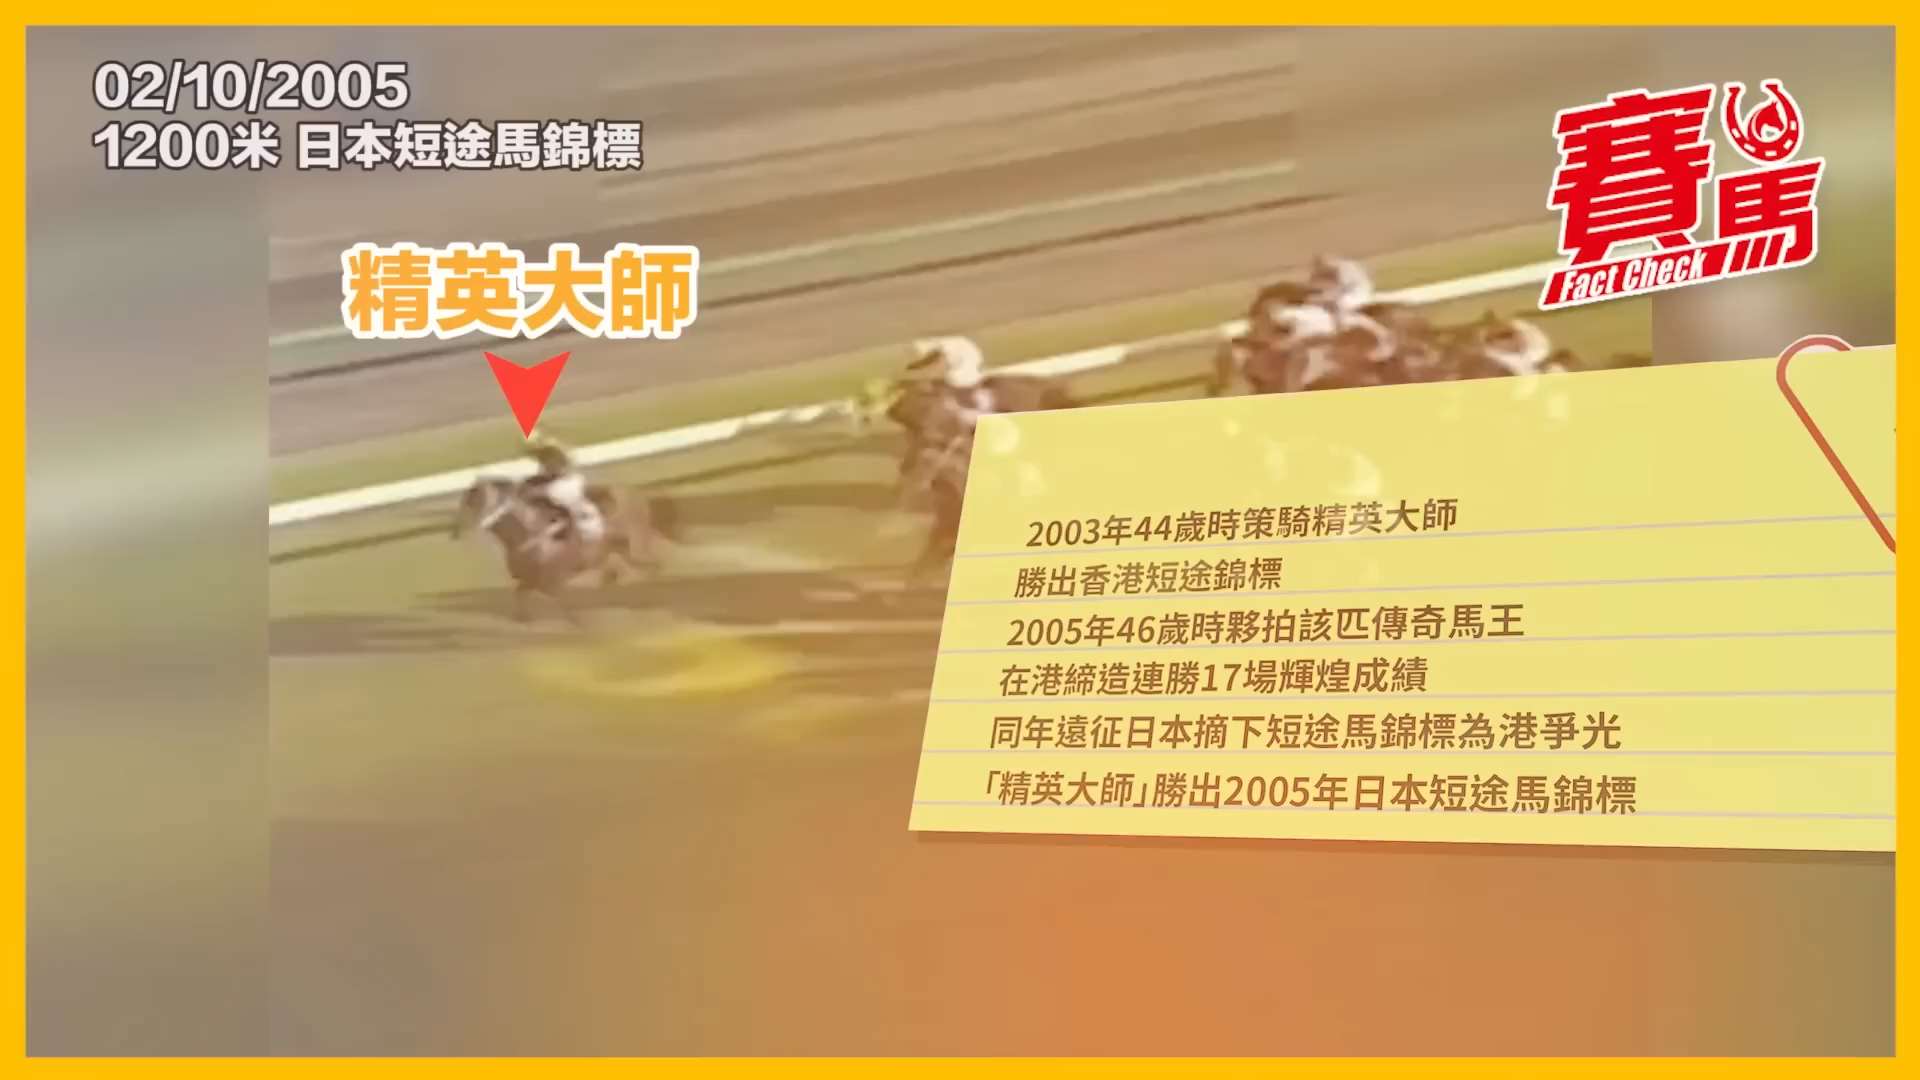 02/10/2005
1200米 日本短途馬錦標
賽馬
Fact Check
精英大師
2003年44歲時策騎精英大師
勝出香港短途錦標
2005年46歲時夥拍該匹傳奇馬王
在港締造連勝17場輝煌成績
同年遠征日本摘下短途馬錦標為港爭光
「精英大師」勝出2005年日本短途馬錦標